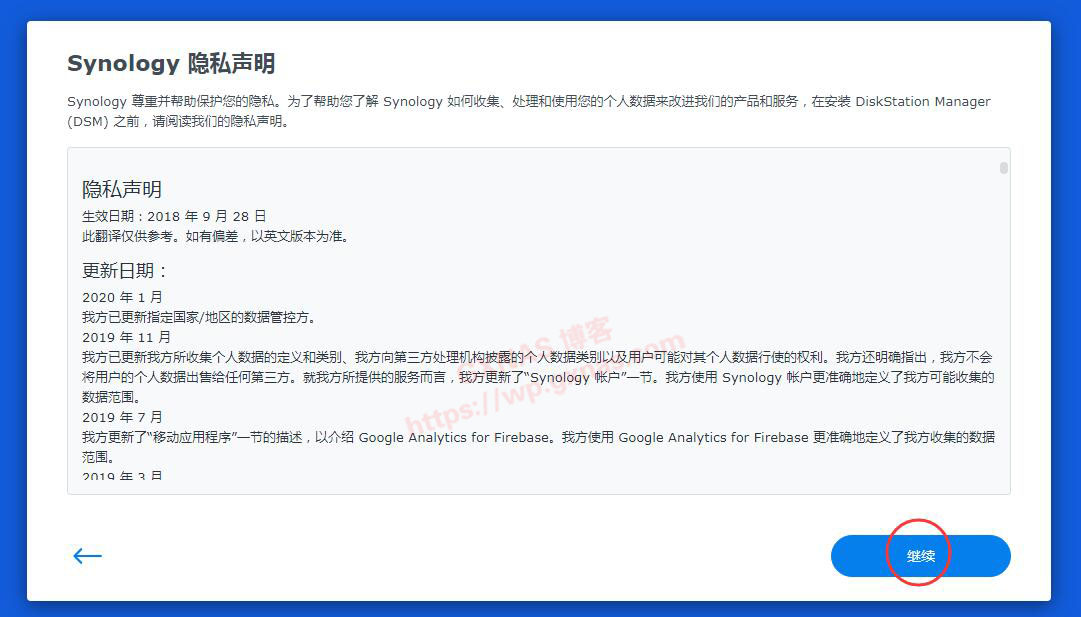 Synology 隐私声明
Synology 尊重并帮助保护您的隐私。为了帮助您了解 Synology 如何收集、处理和使用您的个人数据来改进我们的产品和服务，在安装 DiskStation Manager
(DSM) 之前，请阅读我们的隐私声明。
隐私声明
生效日期：2018 年 9 月 28 日
此翻译仅供参考。如有偏差，以英文版本为准。
更新日期：
2020 年 1 月
我方已更新指定国家/地区的数据管控方。
2019 年 11 月
我方已更新我方所收集个人数据的定义和类别、我方向第三方处理机构披露的个人数据类别以及用户可能对其个人数据行使的权利。我方还明确指出，我方不会
将用户的个人数据出售给任何第三方。就我方所提供的服务而言，我方更新了“Synology 帐户”一节。我方使用 Synology 帐户更准确地定义了我方可能收集的
数据范围。
2019 年 7 月
我方更新了“移动应用程序”一节的描述，以介绍 Google Analytics for Firebase。我方使用 Google Analytics for Firebase 更准确地定义了我方收集的数据
范围。
2019 年 3 月
GXNAS 博客
https://wp.gxnas.com
继续